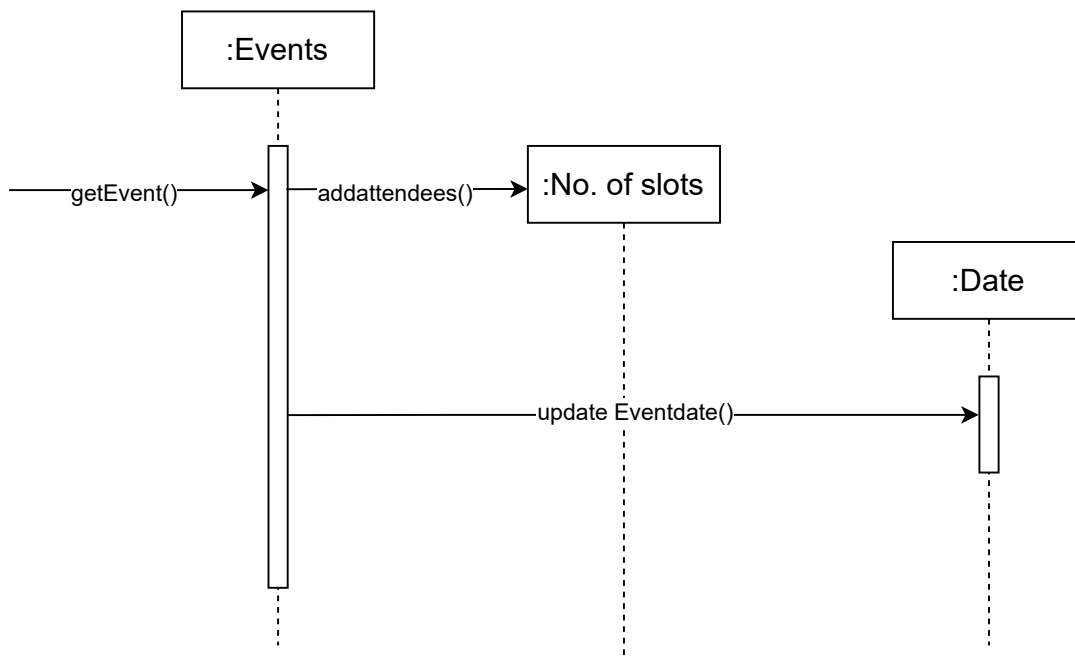 :Events
getEvent()
addattendees()
:No. of slots
:Date
update Eventdate()